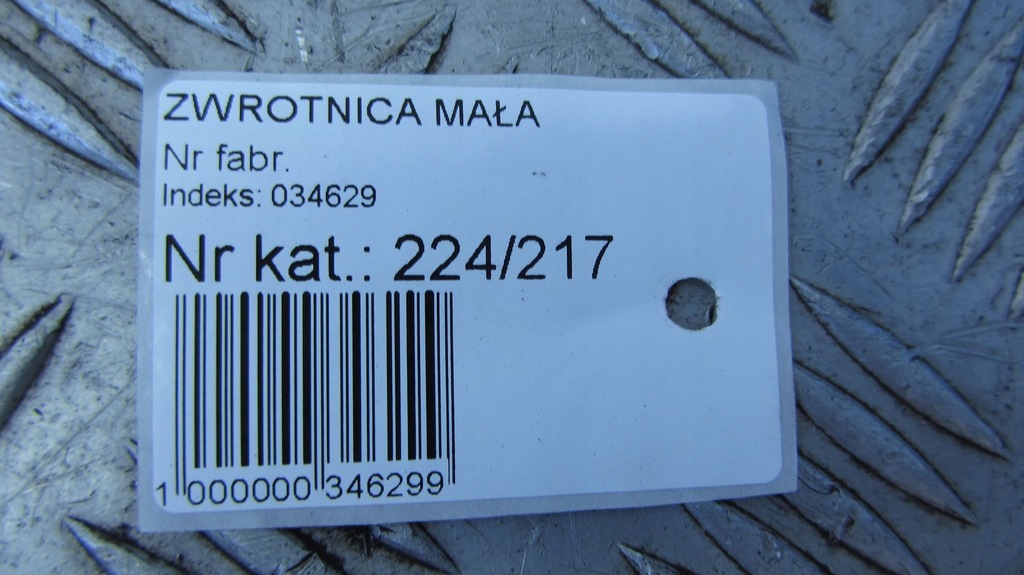 ZWROTNICA MAŁA
Nr fabr.
Indeks: 034629
Nr kat.: 224/217
1 000000 346299